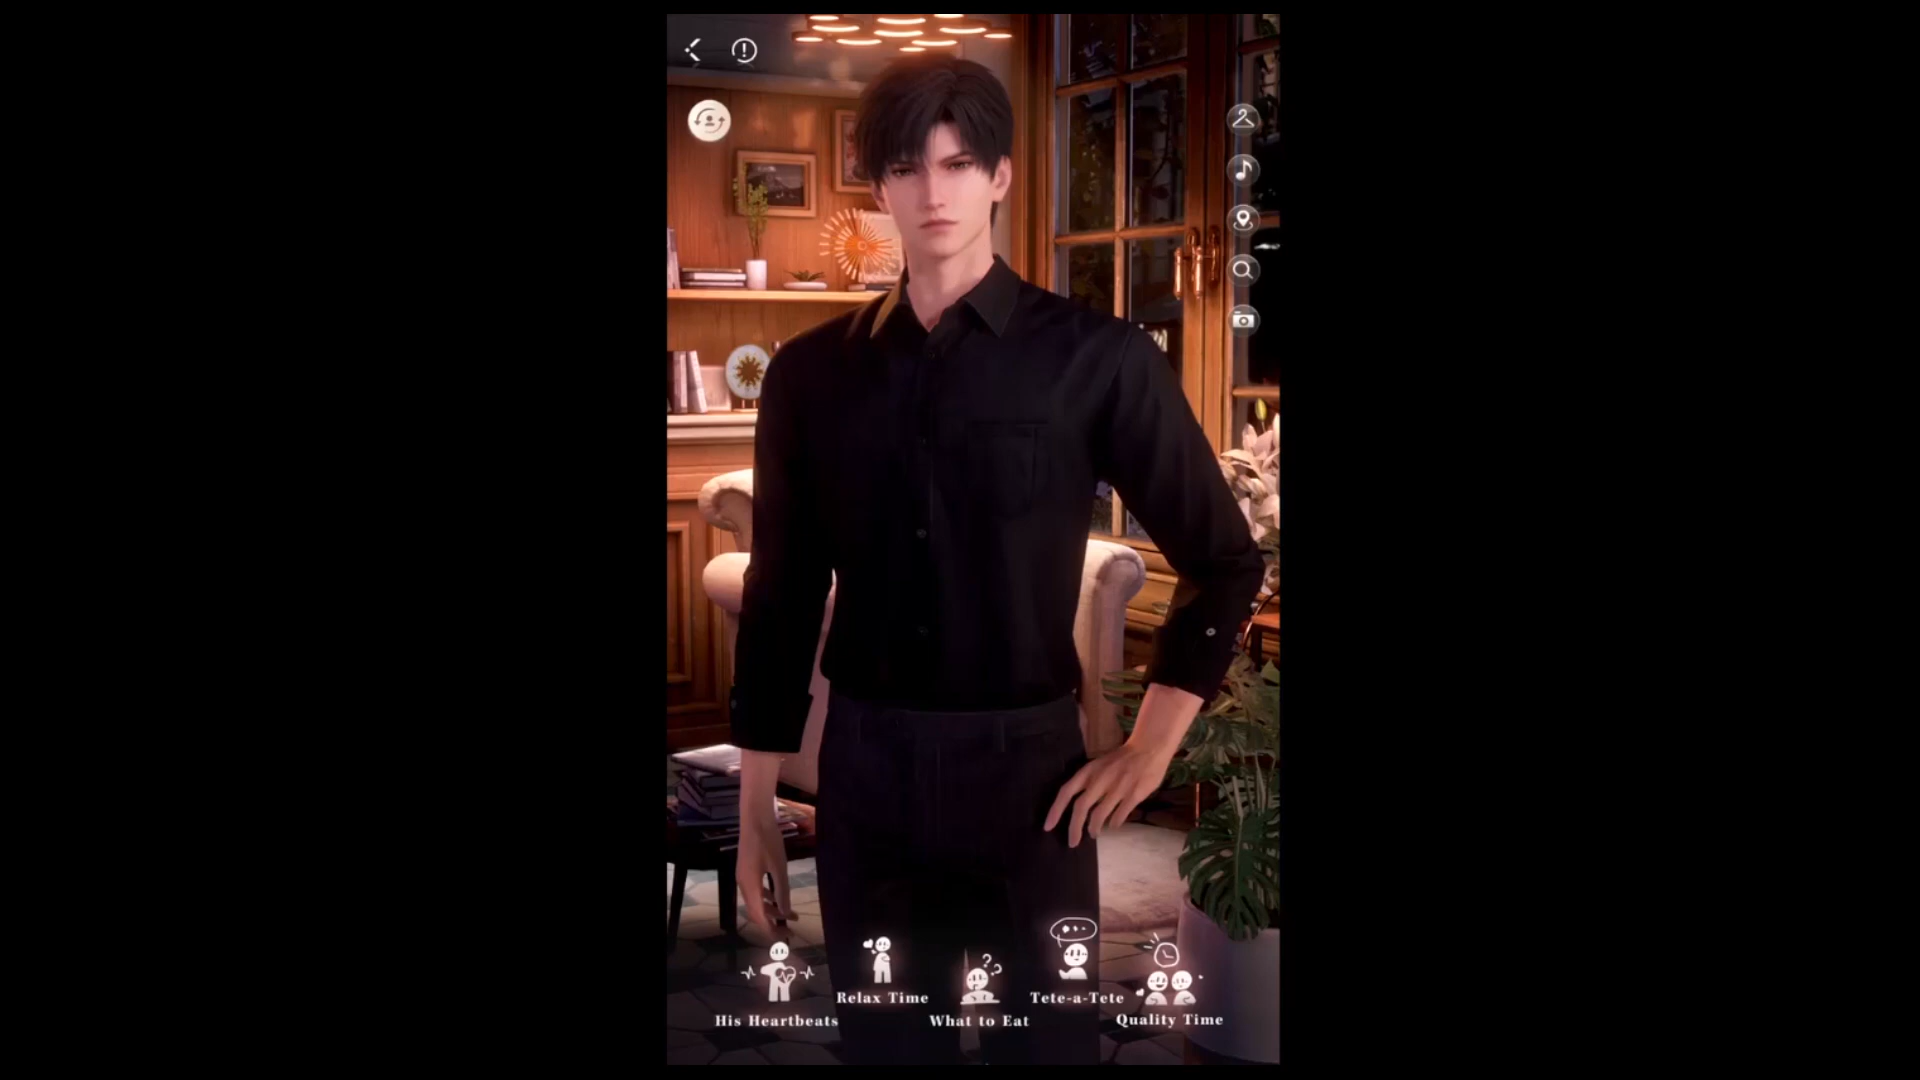 Relax Time
Tete-a-Tete
His Heartbeats
What to Eat
Quality Time